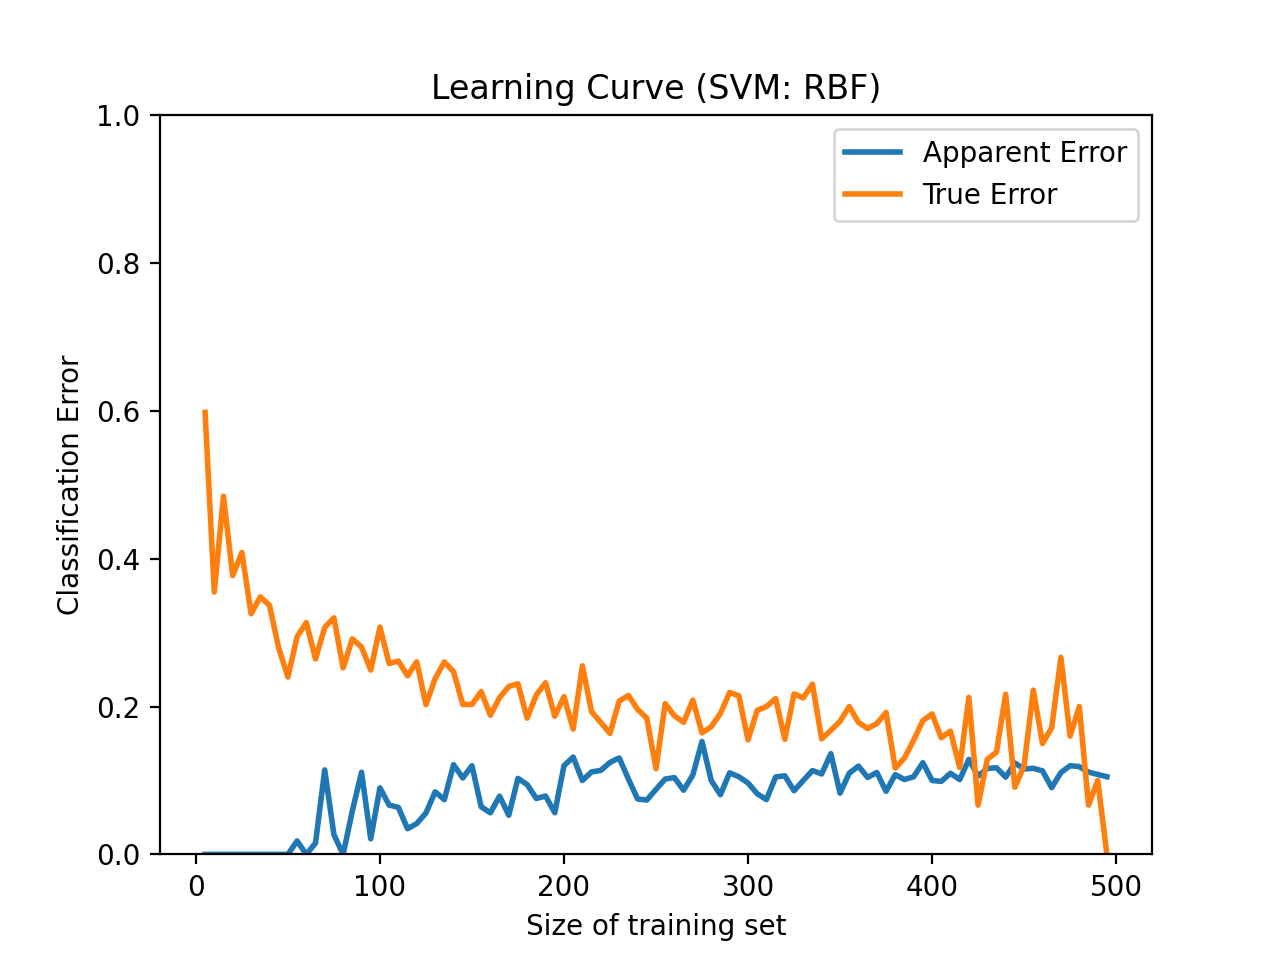 Learning Curve (SVM: RBF)
1.0
0.8
0.6
0.4
0.2
0.0
Classification Error
Apparent Error
True Error
0 100 200 300 400 500
Size of training set